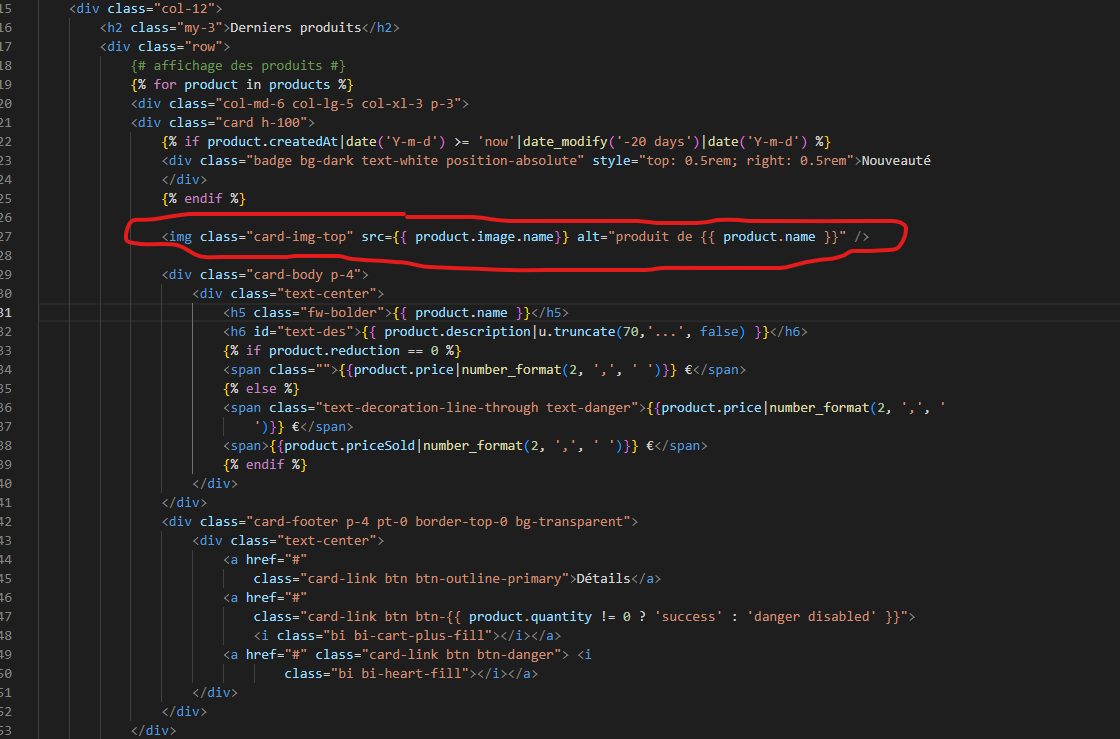 15 <div class="col-12">
16 <h2 class="my-3">Derniers produits</h2>
17 <div class="row">
18 {# affichage des produits #}
19 {% for product in products %}
20 <div class="col-md-6 col-lg-5 col-xl-3 p-3">
21 <div class="card h-100">
22 {% if product.createdAt|date('Y-m-d') >= 'now'|date_modify('-20 days')|date('Y-m-d') %}
23 <div class="badge bg-dark text-white position-absolute" style="top: 0.5rem; right: 0.5rem">Nouveauté
24 </div>
25 {% endif %}
26
27 <img class="card-img-top" src={{ product.image.name}} alt="produit de {{ product.name }}" />
28
29 <div class="card-body p-4">
30 <div class="text-center">
31 <h5 class="fw-bolder">{{ product.name }}</h5>
32 <h6 id="text-des">{{ product.description|u.truncate(70,'...', false) }}</h6>
33 {% if product.reduction == 0 %}
34 <span class="">{{product.price|number_format(2, ',', ' ')}} €</span>
35 {% else %}
36 <span class="text-decoration-line-through text-danger">{{product.price|number_format(2, ',', '
37 ')}} €</span>
38 <span>{{product.priceSold|number_format(2, ',', ' ')}} €</span>
39 {% endif %}
40 </div>
41 </div>
42 <div class="card-footer p-4 pt-0 border-top-0 bg-transparent">
43 <div class="text-center">
44 <a href="#"
45 class="card-link btn btn-outline-primary">Détails</a>
46 <a href="#"
47 class="card-link btn btn-{{ product.quantity != 0 ? 'success' : 'danger disabled' }}">
48 <i class="bi bi-cart-plus-fill"></i></a>
49 <a href="#" class="card-link btn btn-danger"> <i
50 class="bi bi-heart-fill"></i></a>
51 </div>
52 </div>
53 </div>